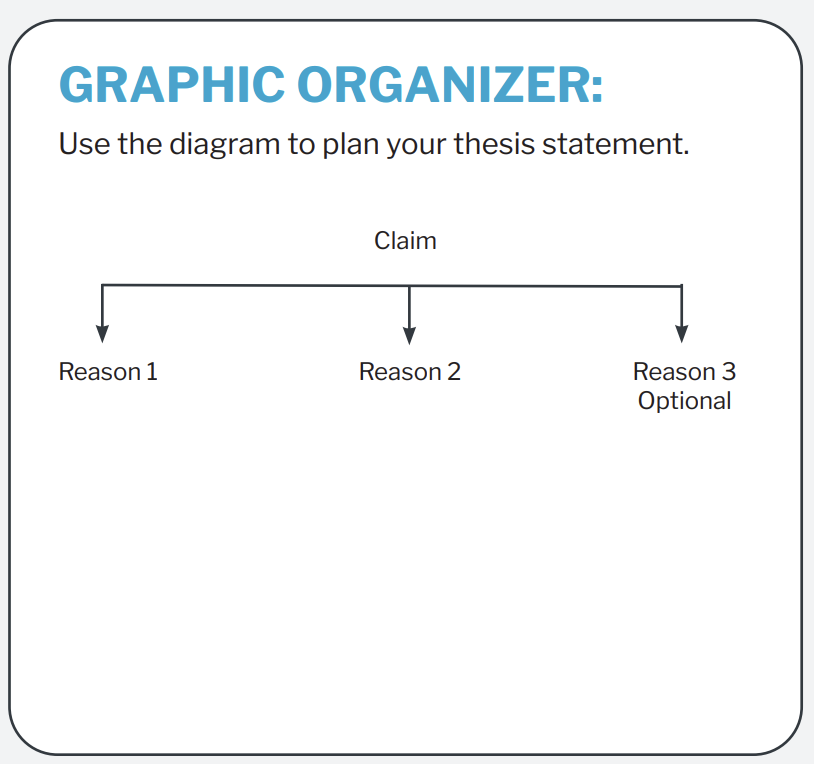 GRAPHIC ORGANIZER:
Use the diagram to plan your thesis statement.
Claim
Reason 1
Reason 2
Reason 3
Optional